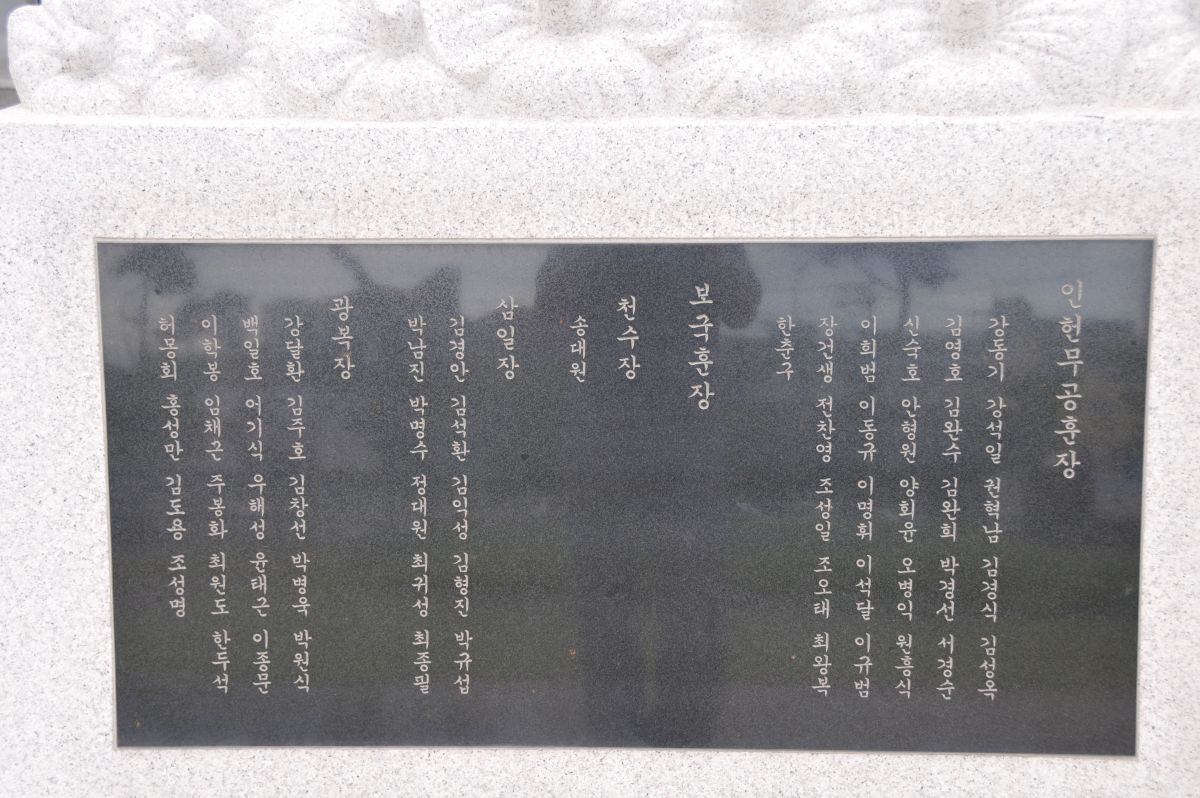 인헌무공훈장
강동기 강석일 권혁남 김경식 김성옥
김영호 김완수 김완희 박경선 서경순
신숙호 안형원 양희윤 오병익 원흥식
이희범 이동규 이명휘 이석달 이규범
장건생 전찬영 조성일 조오태 최왕복
한춘구
보국훈장
천수장
송대원
삼일장
김경안 김석환 김익성 김형진 박규섭
박남진 박명수 정대원 최귀성 최종필
광복장
강달환 김주호 김창선 박병욱 박원식
백일호 어기식 우해성 윤태근 이종문
이학봉 임채근 주봉화 최원도 한두석
허몽회 홍성만 김도용 조성명